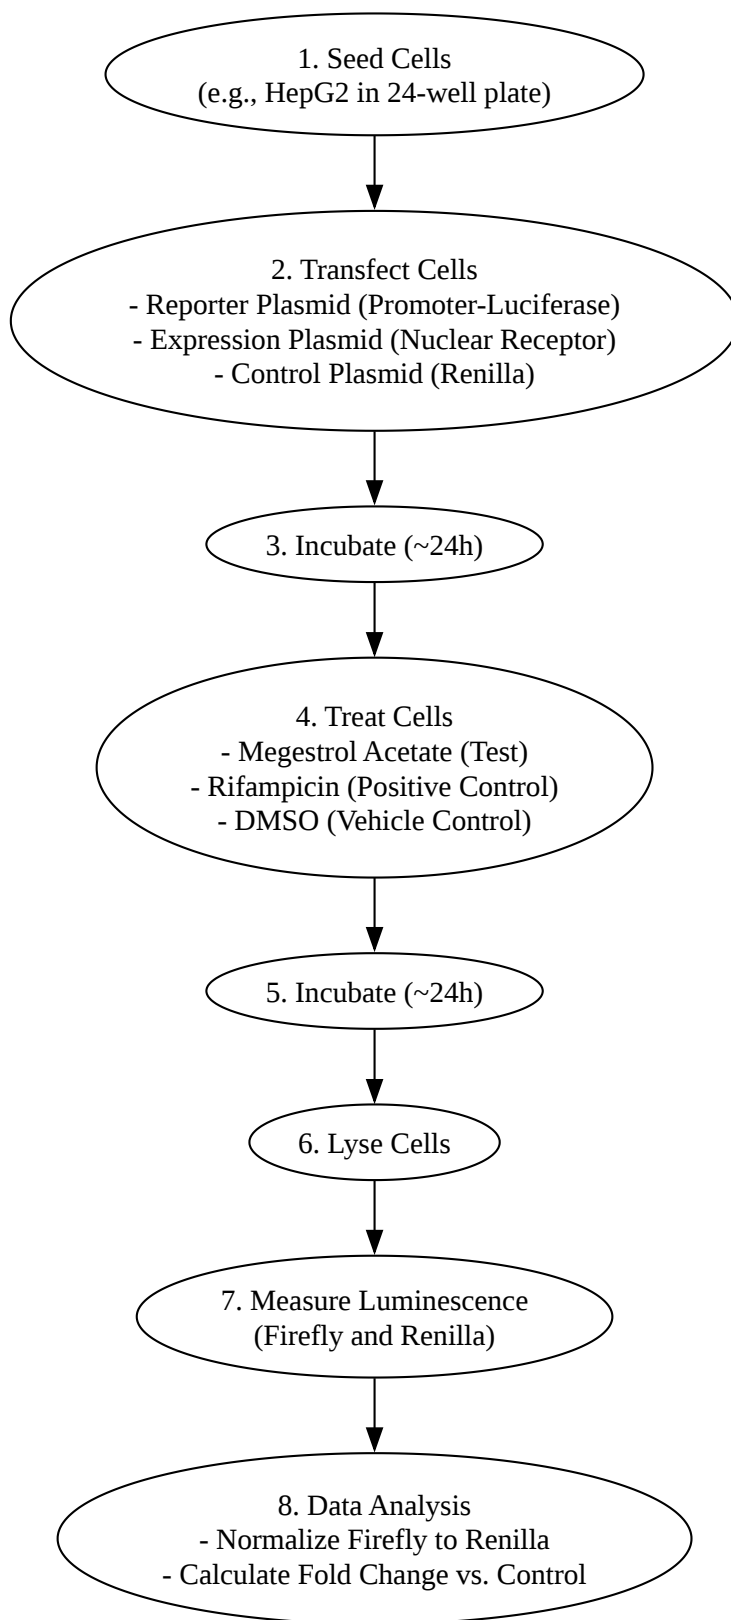 1. Seed Cells
(e.g., HepG2 in 24-well plate)
2. Transfect Cells
- Reporter Plasmid (Promoter-Luciferase)
- Expression Plasmid (Nuclear Receptor)
- Control Plasmid (Renilla)
3. Incubate (~24h)
4. Treat Cells
- Megestrol Acetate (Test)
- Rifampicin (Positive Control)
- DMSO (Vehicle Control)
5. Incubate (~24h)
6. Lyse Cells
7. Measure Luminescence
(Firefly and Renilla)
8. Data Analysis
- Normalize Firefly to Renilla
- Calculate Fold Change vs. Control